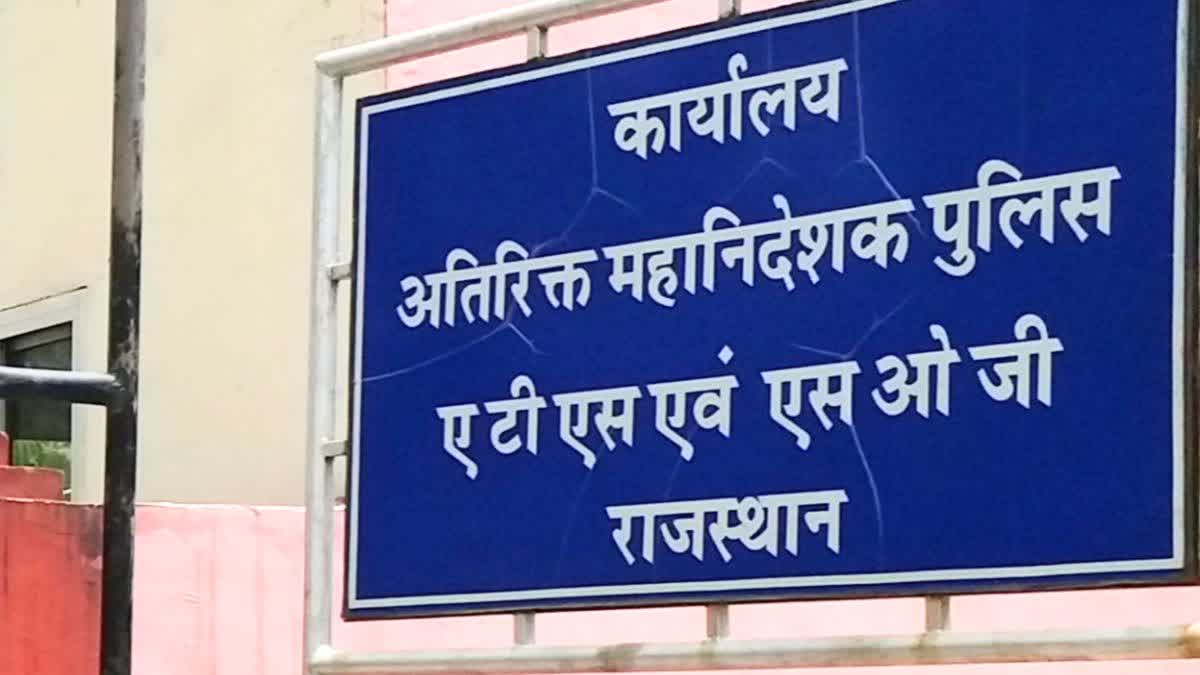 कार्यालय
अतिरिक्त महानिदेशक पुलिस
ए टी एस एवं एस ओ जी
राजस्थान